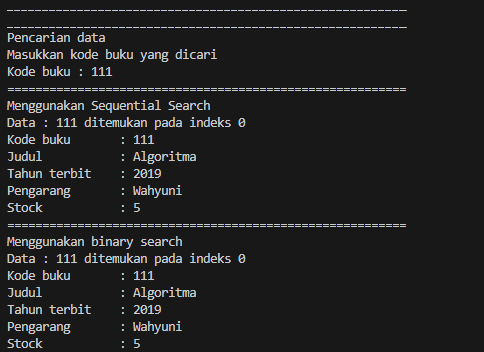 Pencarian data
Masukkan kode buku yang dicari
Kode buku : 111
=========================================================
Menggunakan Sequential Search
Data : 111 ditemukan pada indeks 0
Kode buku : 111
Judul : Algoritma
Tahun terbit : 2019
Pengarang : Wahyuni
Stock : 5
=========================================================
Menggunakan binary search
Data : 111 ditemukan pada indeks 0
Kode buku : 111
Judul : Algoritma
Tahun terbit : 2019
Pengarang : Wahyuni
Stock : 5